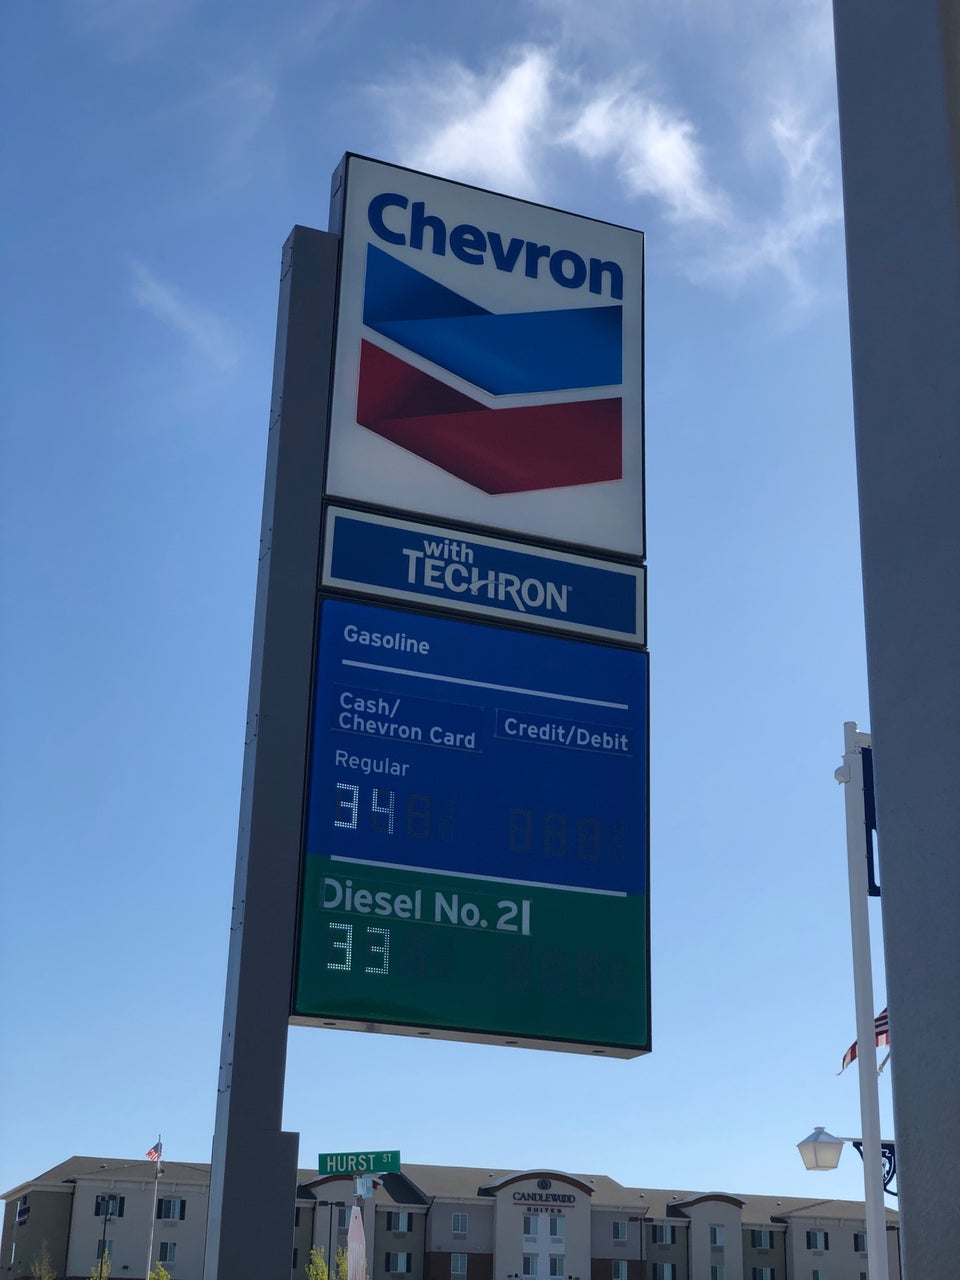 Chevron
with
TECHRON
Gasoline
Cash/
Chevron Card
Credit/Debit
Regular
34
Diesel No. 2
33
HURST ST
CANDLEWOOD
SUITES